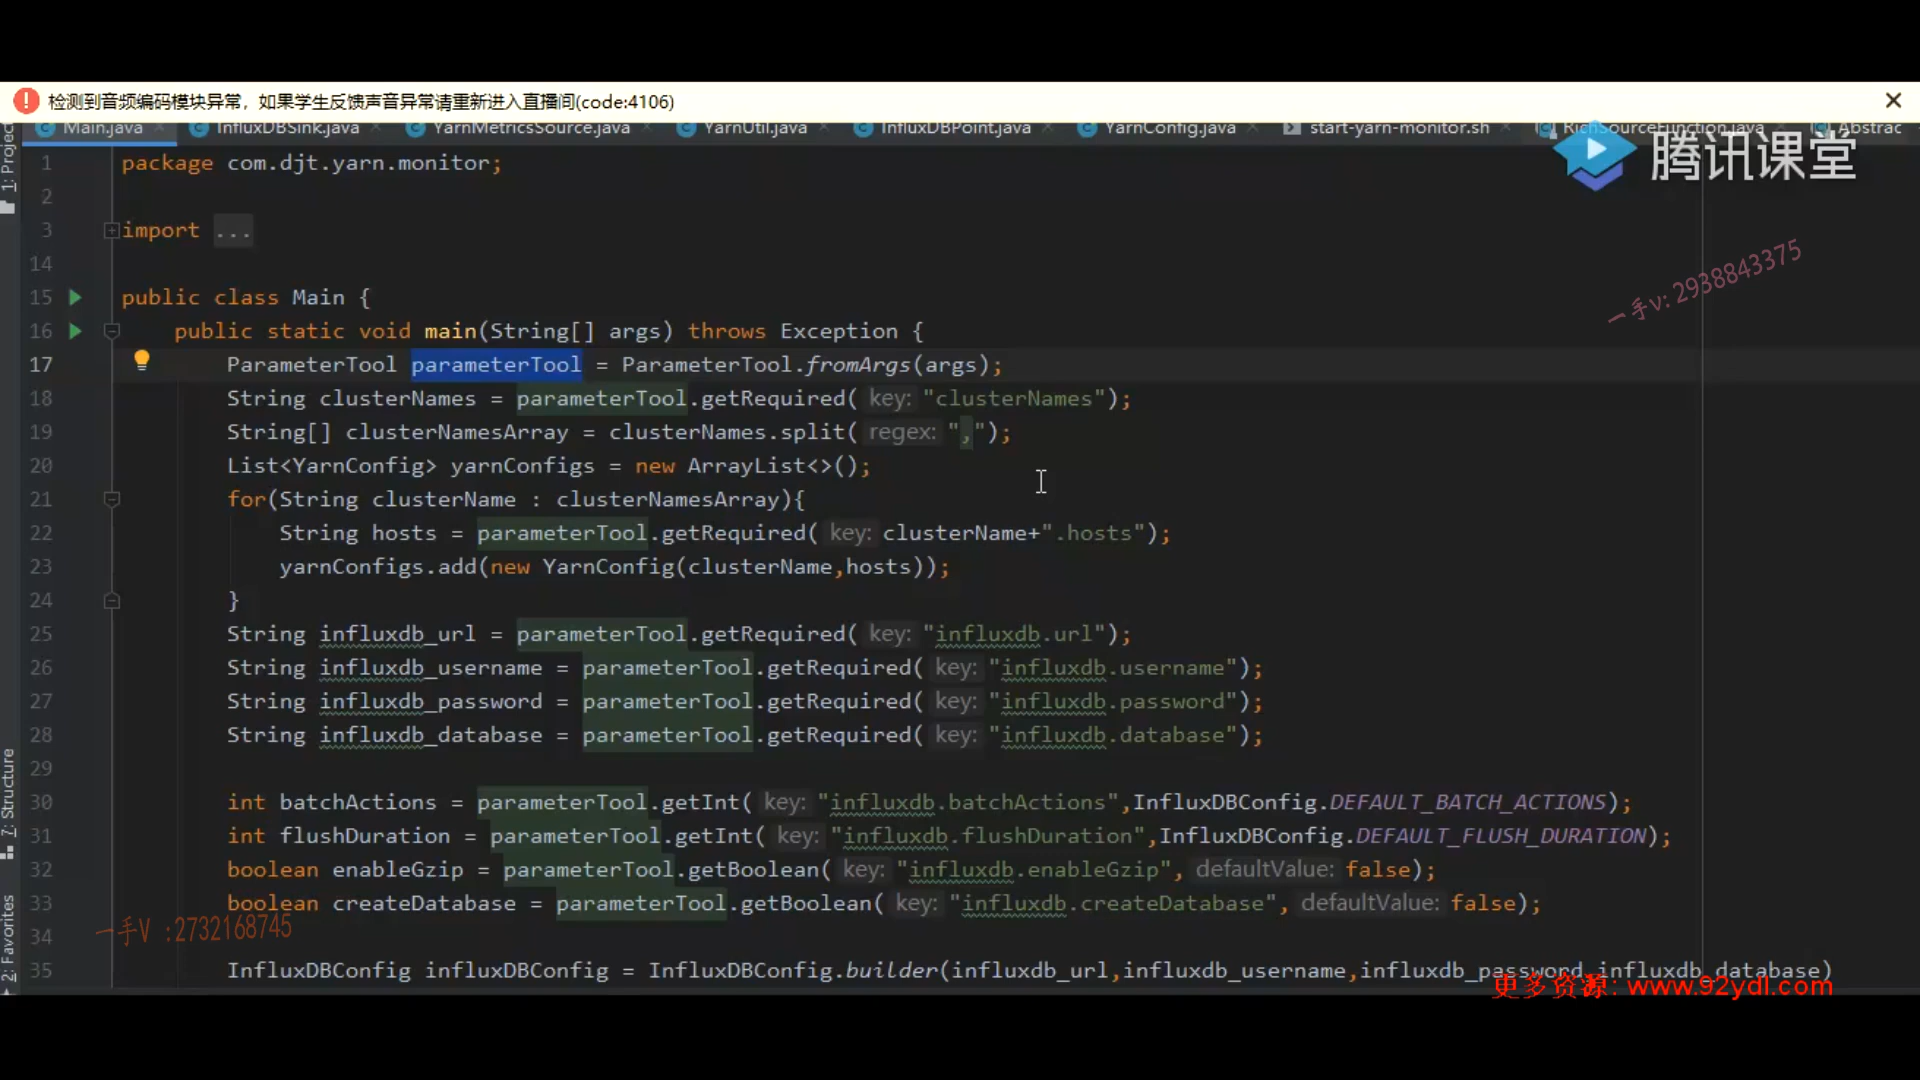 检测到音频编码模块异常，如果学生反馈声音异常请重新进入直播间(code:4106)
Main.java InfluxDBSink.java YarnMetricsSource.java YarnUtil.java InfluxDBPoint.java YarnConfig.java start-yarn-monitor.sh RichSourceFunction.java Abstrac
腾讯课堂
1: Projec
1 package com.djt.yarn.monitor;
2
3 import ...
14
一手v:2938843375
15 public class Main {
16 public static void main(String[] args) throws Exception {
17 ParameterTool parameterTool = ParameterTool.fromArgs(args);
18 String clusterNames = parameterTool.getRequired( key: "clusterNames");
19 String[] clusterNamesArray = clusterNames.split( regex: ",");
20 List<YarnConfig> yarnConfigs = new ArrayList<>();
21 for(String clusterName : clusterNamesArray){
22 String hosts = parameterTool.getRequired( key: clusterName+".hosts");
23 yarnConfigs.add(new YarnConfig(clusterName,hosts));
24 }
25 String influxdb_url = parameterTool.getRequired( key: "influxdb.url");
26 String influxdb_username = parameterTool.getRequired( key: "influxdb.username");
27 String influxdb_password = parameterTool.getRequired( key: "influxdb.password");
28 String influxdb_database = parameterTool.getRequired( key: "influxdb.database");
29
7: Structure
30 int batchActions = parameterTool.getInt( key: "influxdb.batchActions",InfluxDBConfig.DEFAULT_BATCH_ACTIONS);
31 int flushDuration = parameterTool.getInt( key: "influxdb.flushDuration",InfluxDBConfig.DEFAULT_FLUSH_DURATION);
32 boolean enableGzip = parameterTool.getBoolean( key: "influxdb.enableGzip", defaultValue: false);
33 boolean createDatabase = parameterTool.getBoolean( key: "influxdb.createDatabase", defaultValue: false);
一手V :2732168745
34
2: Favorites
35 InfluxDBConfig influxDBConfig = InfluxDBConfig.builder(influxdb_url,influxdb_username,influxdb_password,influxdb_database)
更多资源: www.92ydl.com